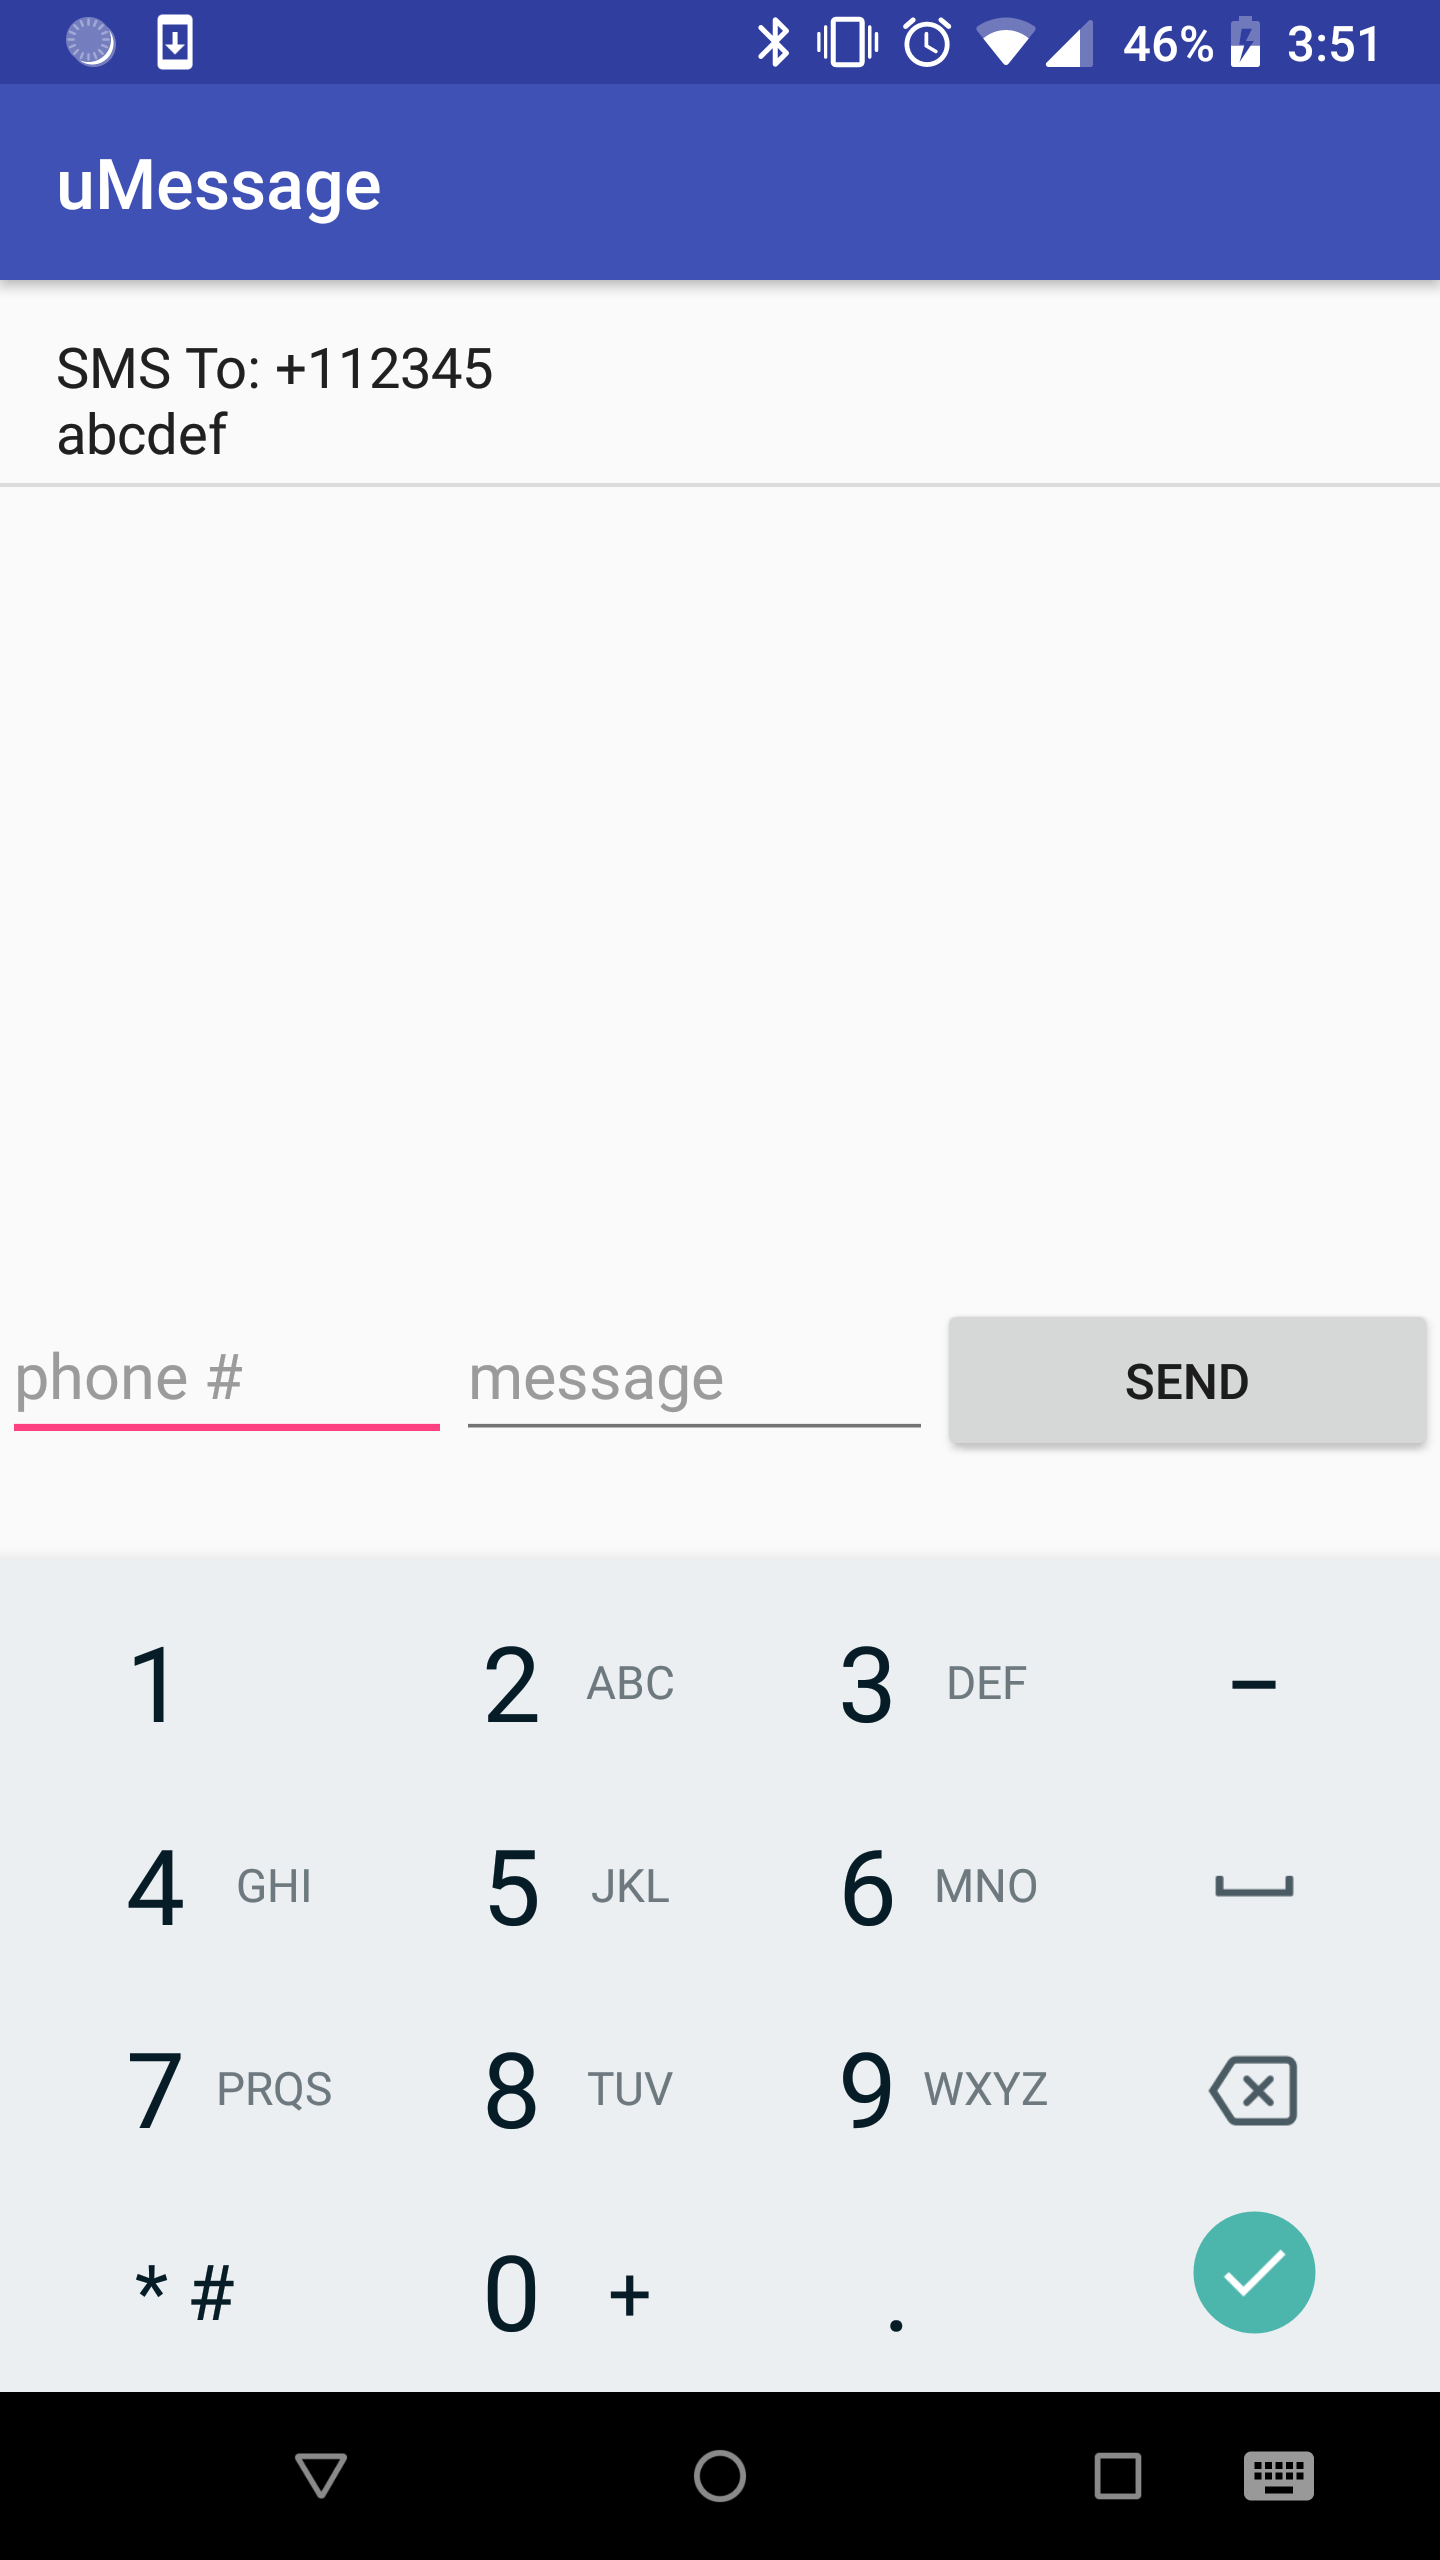 46% 3:51
uMessage
SMS To: +112345
abcdef
phone # message SEND
1 2 ABC 3 DEF –
4 GHI 5 JKL 6 MNO
7 PRQS 8 TUV 9 WXYZ
* # 0 + .